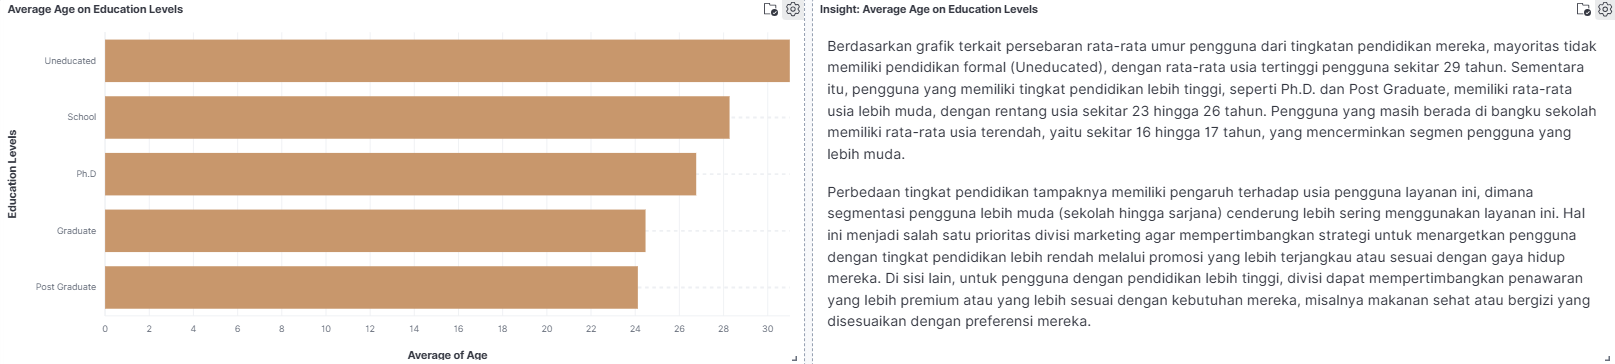 Average Age on Education Levels
Uneducated
School
Ph.D
Graduate
Post Graduate
Education Levels
0 2 4 6 8 10 12 14 16 18 20 22 24 26 28 30
Average of Age
Insight: Average Age on Education Levels
Berdasarkan grafik terkait persebaran rata-rata umur pengguna dari tingkatan pendidikan mereka, mayoritas tidak
memiliki pendidikan formal (Uneducated), dengan rata-rata usia tertinggi pengguna sekitar 29 tahun. Sementara
itu, pengguna yang memiliki tingkat pendidikan lebih tinggi, seperti Ph.D. dan Post Graduate, memiliki rata-rata
usia lebih muda, dengan rentang usia sekitar 23 hingga 26 tahun. Pengguna yang masih berada di bangku sekolah
memiliki rata-rata usia terendah, yaitu sekitar 16 hingga 17 tahun, yang mencerminkan segmen pengguna yang
lebih muda.
Perbedaan tingkat pendidikan tampaknya memiliki pengaruh terhadap usia pengguna layanan ini, dimana
segmentasi pengguna lebih muda (sekolah hingga sarjana) cenderung lebih sering menggunakan layanan ini. Hal
ini menjadi salah satu prioritas divisi marketing agar mempertimbangkan strategi untuk menargetkan pengguna
dengan tingkat pendidikan lebih rendah melalui promosi yang lebih terjangkau atau sesuai dengan gaya hidup
mereka. Di sisi lain, untuk pengguna dengan pendidikan lebih tinggi, divisi dapat mempertimbangkan penawaran
yang lebih premium atau yang lebih sesuai dengan kebutuhan mereka, misalnya makanan sehat atau bergizi yang
disesuaikan dengan preferensi mereka.